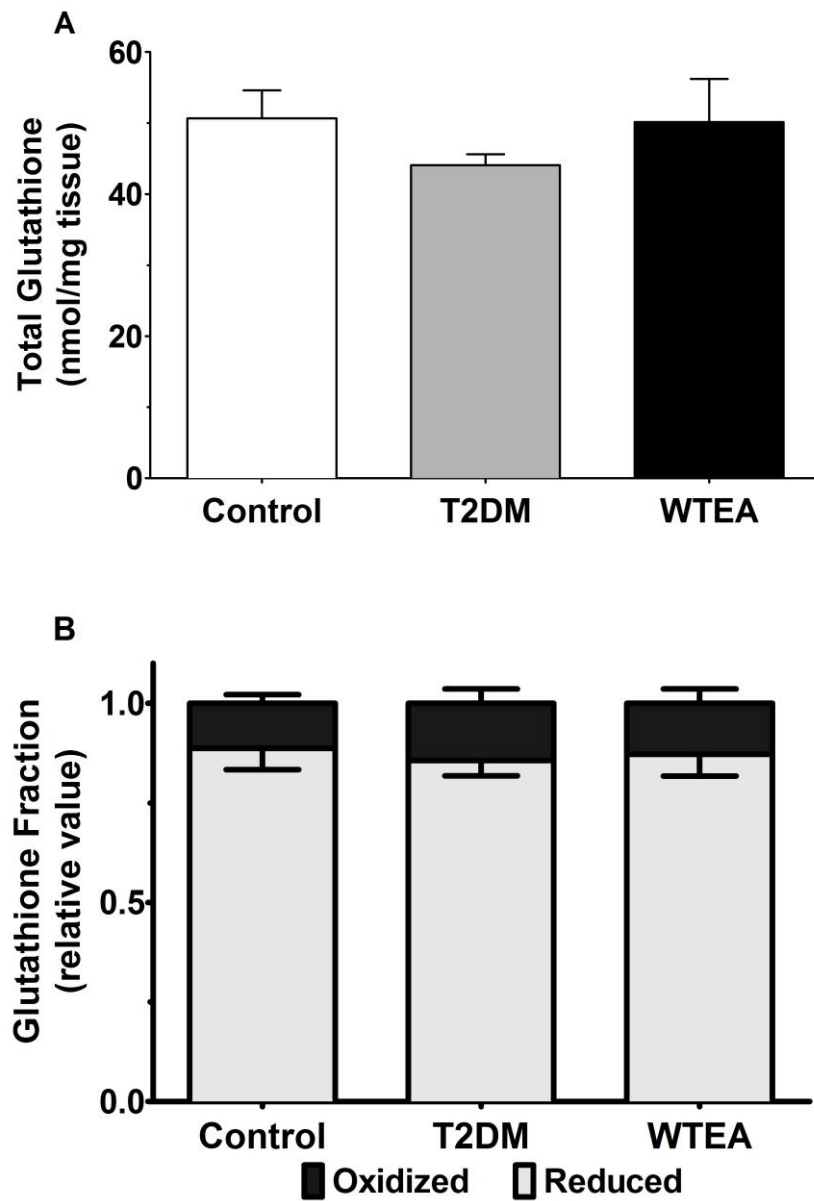 A
Total Glutathione
(nmol/mg tissue)
60
40
20
0
Control T2DM WTEA
B
Glutathione Fraction
(relative value)
1.0
0.5
0.0
Control T2DM WTEA
Oxidized Reduced